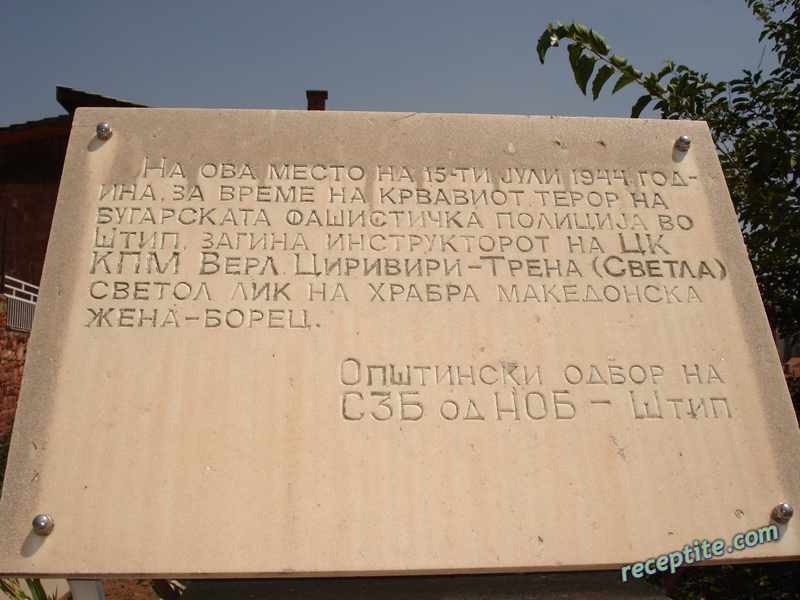 НА ОВА МЕСТО НА 15-ТИ ЈУЛИ 1944 ГОД-
ИНА, ЗА ВРЕМЕ НА КРВАВИОТ ТЕРОР НА
БУГАРСКАТА ФАШИСТИЧКА ПОЛИЦИЈА ВО
ШТИП, ЗАГИНА ИНСТРУКТОРОТ НА ЦК
КПМ ВЕРЛ ЦИРИВИРИ-ТРЕНА (СВЕТЛА)
СВЕТОЛ ЛИК НА ХРАБРА МАКЕДОНСКА
ЖЕНА-БОРЕЦ.
ОПШТИНСКИ ОДБОР НА
СЗБ ОД НОБ - ШТИП
receptite.com